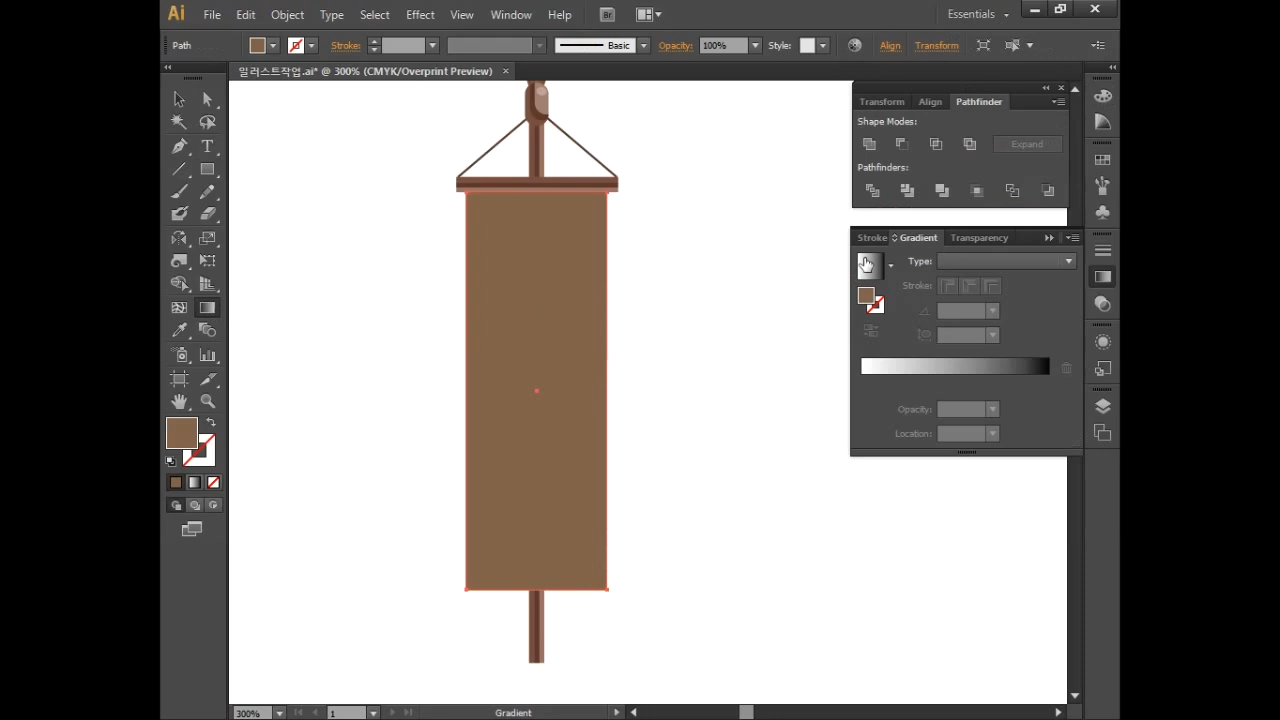 Ai File Edit Object Type Select Effect View Window Help Br Essentials
Path Stroke: Basic Opacity: 100% Style: Align Transform
일러스트작업.ai* @ 300% (CMYK/Overprint Preview)
Transform Align Pathfinder
Shape Modes:
Expand
Pathfinders:
Stroke Gradient Transparency
Type:
Stroke:
Opacity:
Location:
300% 1 Gradient